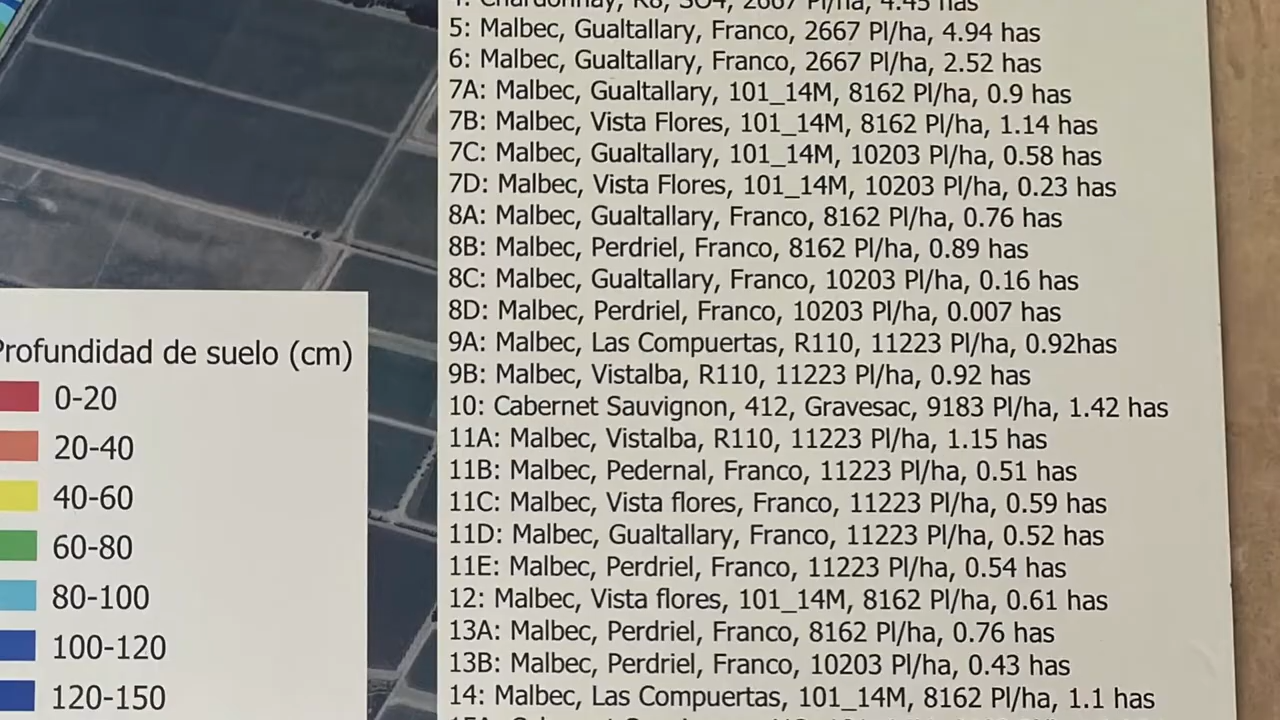 4: Chardonnay, R8, SO4, 2667 Pl/ha, 4.45 has
5: Malbec, Gualtallary, Franco, 2667 Pl/ha, 4.94 has
6: Malbec, Gualtallary, Franco, 2667 Pl/ha, 2.52 has
7A: Malbec, Gualtallary, 101_14M, 8162 Pl/ha, 0.9 has
7B: Malbec, Vista Flores, 101_14M, 8162 Pl/ha, 1.14 has
7C: Malbec, Gualtallary, 101_14M, 10203 Pl/ha, 0.58 has
7D: Malbec, Vista Flores, 101_14M, 10203 Pl/ha, 0.23 has
8A: Malbec, Gualtallary, Franco, 8162 Pl/ha, 0.76 has
8B: Malbec, Perdriel, Franco, 8162 Pl/ha, 0.89 has
8C: Malbec, Gualtallary, Franco, 10203 Pl/ha, 0.16 has
8D: Malbec, Perdriel, Franco, 10203 Pl/ha, 0.007 has
9A: Malbec, Las Compuertas, R110, 11223 Pl/ha, 0.92has
9B: Malbec, Vistalba, R110, 11223 Pl/ha, 0.92 has
10: Cabernet Sauvignon, 412, Gravesac, 9183 Pl/ha, 1.42 has
11A: Malbec, Vistalba, R110, 11223 Pl/ha, 1.15 has
11B: Malbec, Pedernal, Franco, 11223 Pl/ha, 0.51 has
11C: Malbec, Vista flores, Franco, 11223 Pl/ha, 0.59 has
11D: Malbec, Gualtallary, Franco, 11223 Pl/ha, 0.52 has
11E: Malbec, Perdriel, Franco, 11223 Pl/ha, 0.54 has
12: Malbec, Vista flores, 101_14M, 8162 Pl/ha, 0.61 has
13A: Malbec, Perdriel, Franco, 8162 Pl/ha, 0.76 has
13B: Malbec, Perdriel, Franco, 10203 Pl/ha, 0.43 has
14: Malbec, Las Compuertas, 101_14M, 8162 Pl/ha, 1.1 has
Profundidad de suelo (cm)
0-20
20-40
40-60
60-80
80-100
100-120
120-150